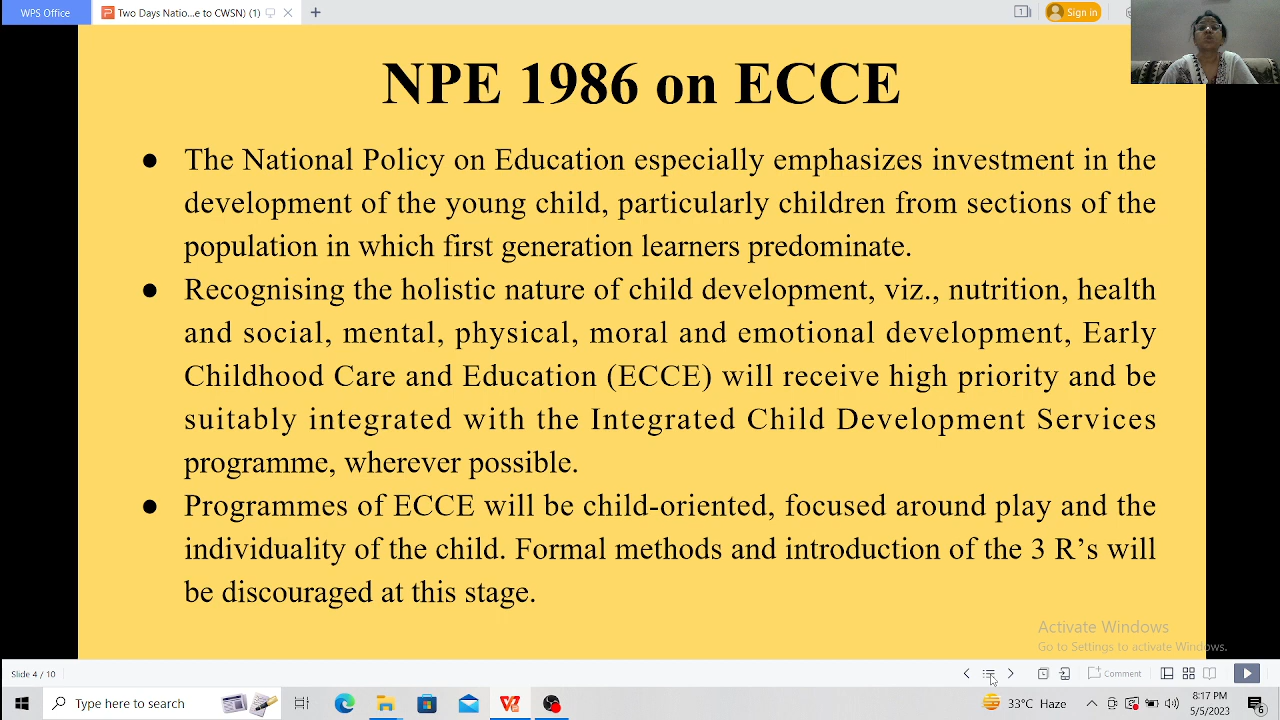 WPS Office
Two Days Natio...e to CWSN) (1)
Sign in
NPE 1986 on ECCE
● The National Policy on Education especially emphasizes investment in the
development of the young child, particularly children from sections of the
population in which first generation learners predominate.
● Recognising the holistic nature of child development, viz., nutrition, health
and social, mental, physical, moral and emotional development, Early
Childhood Care and Education (ECCE) will receive high priority and be
suitably integrated with the Integrated Child Development Services
programme, wherever possible.
● Programmes of ECCE will be child-oriented, focused around play and the
individuality of the child. Formal methods and introduction of the 3 R’s will
be discouraged at this stage.
Activate Windows
Go to Settings to activate Windows.
Slide 4 / 10
Comment
Type here to search
33°C Haze
8:17 PM
5/5/2023
6